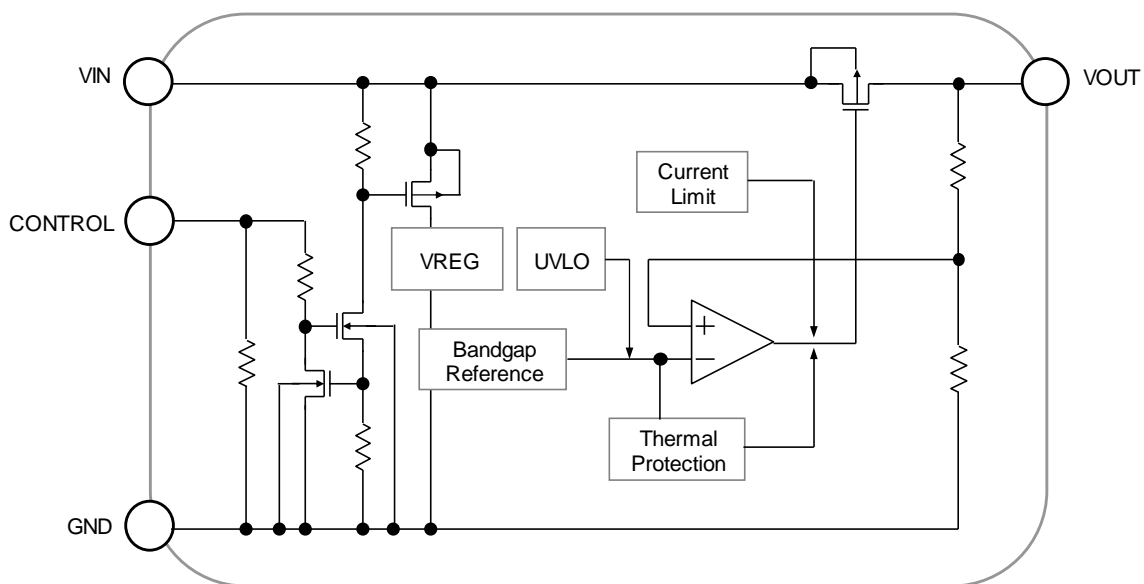 VIN
VOUT
Current
Limit
CONTROL
VREG
UVLO
+
Bandgap
Reference
−
Thermal
Protection
GND